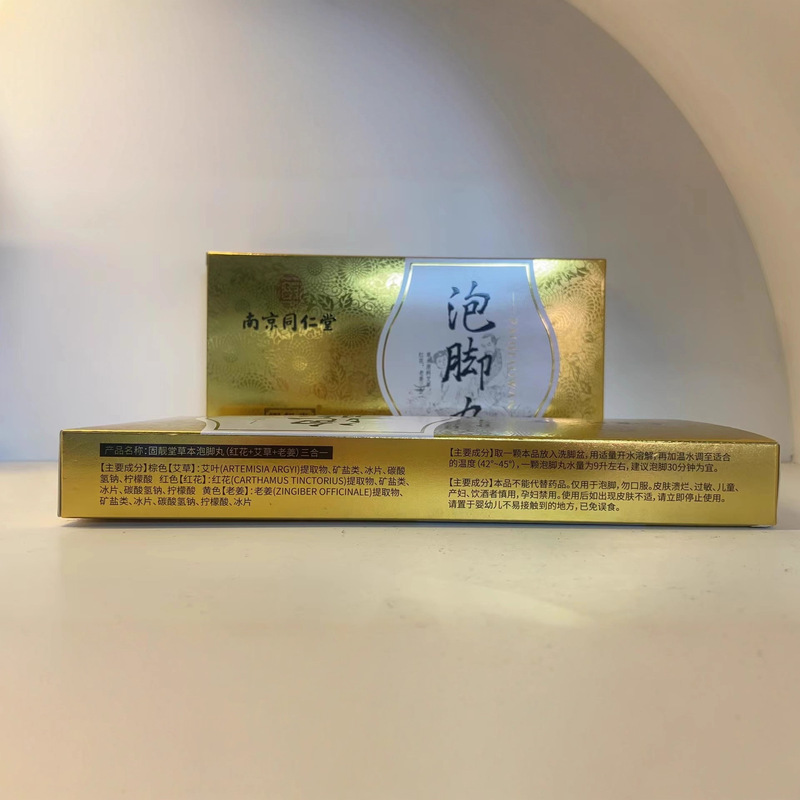 南京同仁堂
泡脚
产品名称:固靓堂草本泡脚丸(红花+艾草+老姜)三合一
【主要成分】棕色【艾草】:艾叶(ARTEMISIA ARGYI)提取物、矿盐类、冰片、碳酸
氢钠、柠檬酸 红色【红花】:红花(CARTHAMUS TINCTORIUS)提取物、矿盐类、
冰片、碳酸氢钠、柠檬酸 黄色【老姜】:老姜(ZINGIBER OFFICINALE)提取物、
矿盐类、冰片、碳酸氢钠、柠檬酸、冰片
【主要成分】取一颗本品放入洗脚盆,用适量开水溶解,再加温水调至适合
的温度(42°~45°),一颗泡脚丸水量为9升左右,建议泡脚30分钟为宜。
【主要成分】本品不能代替药品。仅用于泡脚,勿口服。皮肤溃烂、过敏、儿童、
产妇、饮酒者慎用,孕妇禁用。使用后如出现皮肤不适,请立即停止使用。
请置于婴幼儿不易接触到的地方,已免误食。